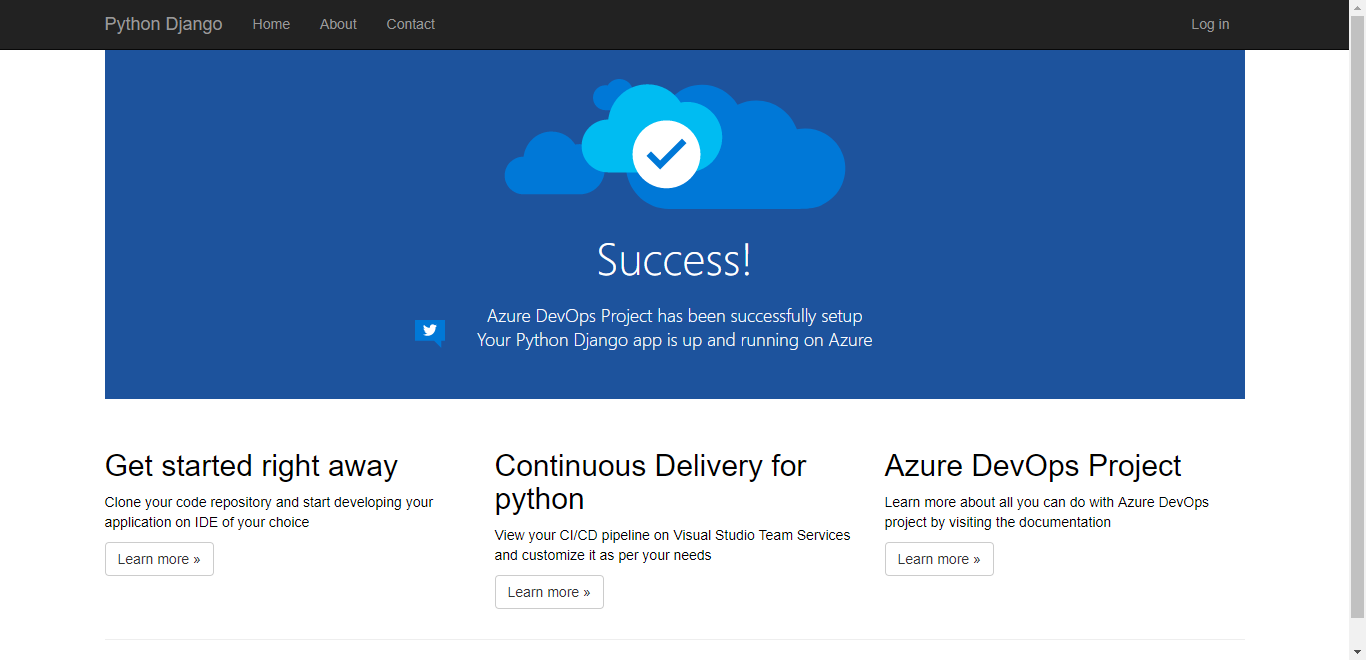 Python Django Home About Contact Log in
Success!
Azure DevOps Project has been successfully setup
Your Python Django app is up and running on Azure
Get started right away
Clone your code repository and start developing your
application on IDE of your choice
Learn more »
Continuous Delivery for
python
View your CI/CD pipeline on Visual Studio Team Services
and customize it as per your needs
Learn more »
Azure DevOps Project
Learn more about all you can do with Azure DevOps
project by visiting the documentation
Learn more »